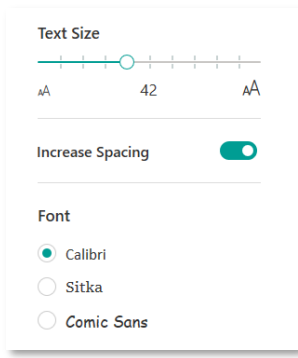 Text Size
AA 42 AA
Increase Spacing
Font
Calibri
Sitka
Comic Sans